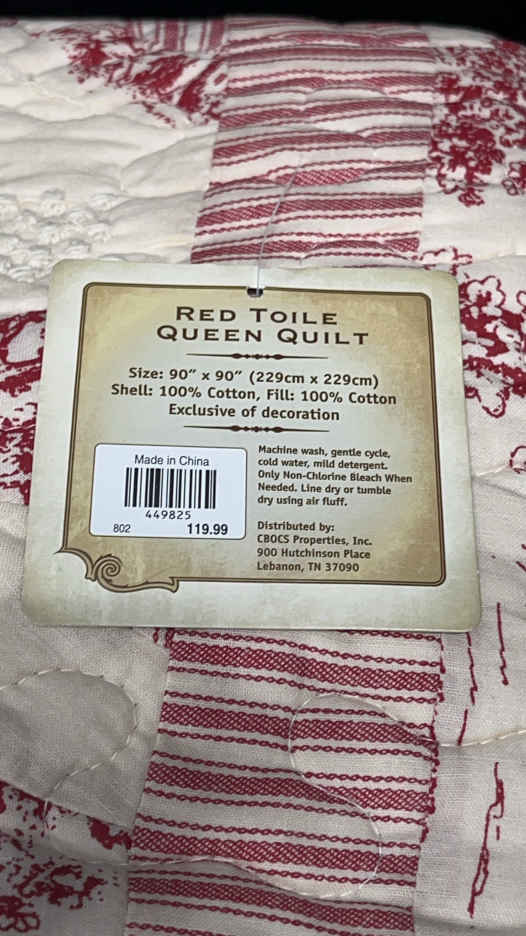 RED TOILE
QUEEN QUILT
Size: 90" x 90" (229cm x 229cm)
Shell: 100% Cotton, Fill: 100% Cotton
Exclusive of decoration
Made in China
449825
802 119.99
Machine wash, gentle cycle,
cold water, mild detergent.
Only Non-Chlorine Bleach When
Needed. Line dry or tumble
dry using air fluff.
Distributed by:
CBOCS Properties, Inc.
900 Hutchinson Place
Lebanon, TN 37090